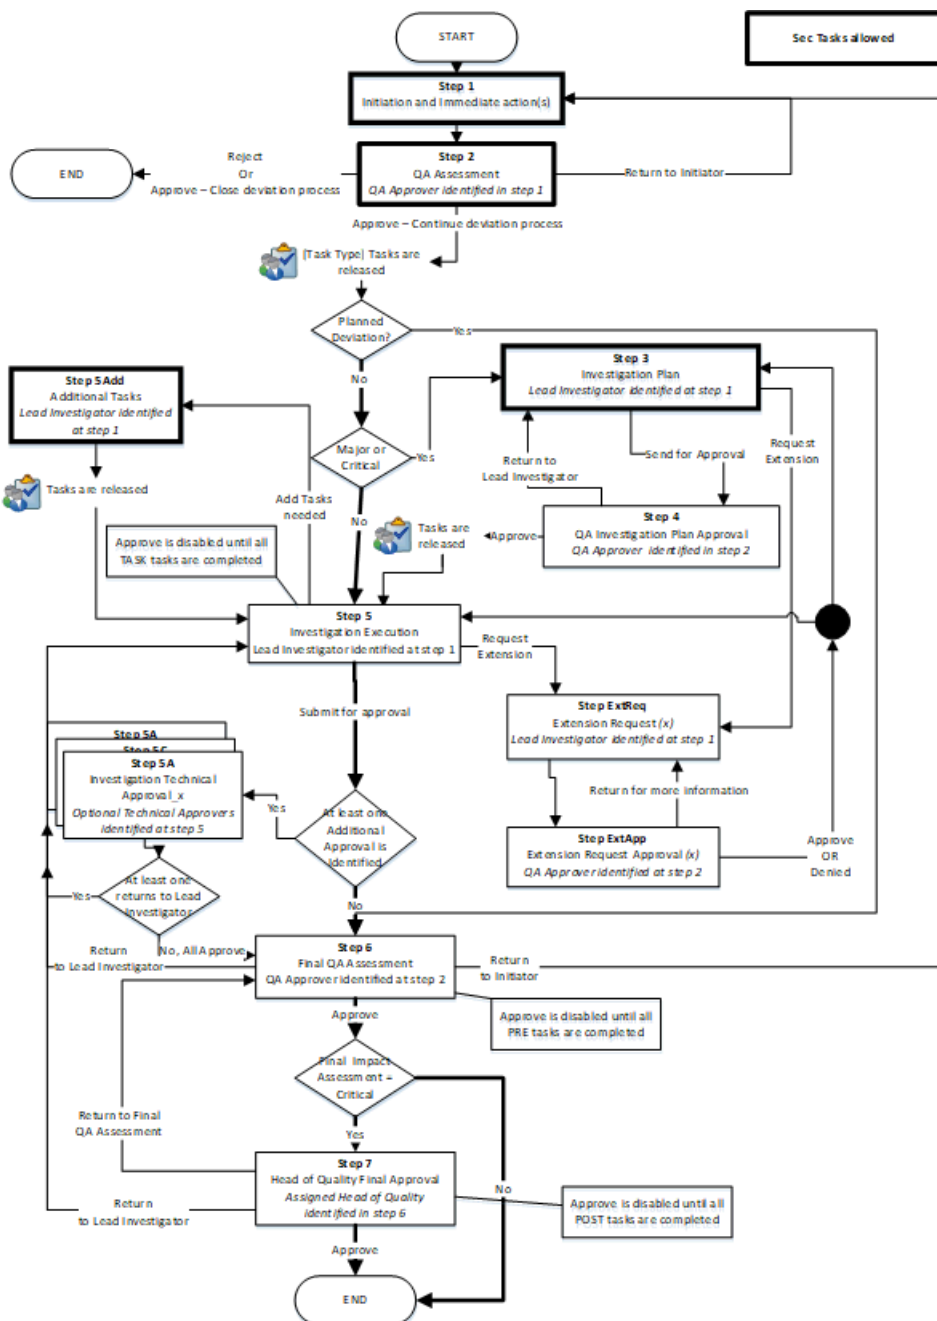 START
Sec Tasks allowed
Step 1
Initiation and Immediate action(s)
Step 2
QA Assessment
QA Approver identified in step 1
END
Reject
Or
Approve – Close deviation process
Return to Initiator
Approve – Continue deviation process
(Task Type) Tasks are
released
Planned
Deviation?
Yes
No
Step 3
Investigation Plan
Lead Investigator identified at step 1
Step 5Add
Additional Tasks
Lead Investigator identified
at step 1
Major or
Critical
Yes
No
Request
Extension
Return to
Lead Investigator
Send for Approval
Tasks are released
Add Tasks
needed
Step 4
QA Investigation Plan Approval
QA Approver identified in step 2
Approve
Tasks are
released
Approve is disabled until all
TASK tasks are completed
Step 5
Investigation Execution
Lead Investigator identified at step 1
Request
Extension
Step ExtReq
Extension Request (x)
Lead Investigator identified at step 1
Submit for approval
Return for more information
Step 5A
Step 5C
Step 5A
Investigation Technical
Approval_x
Optional Technical Approvers
identified at step 5
Yes
At least one
Additional
Approval is
Identified
No
Step ExtApp
Extension Request Approval (x)
QA Approver identified at step 2
Approve
OR
Denied
At least one
returns to Lead
Investigator
Yes
No, All Approve
Return
to Lead Investigator
Step 6
Final QA Assessment
QA Approver identified at step 2
Return
to Initiator
Approve is disabled until all
PRE tasks are completed
Approve
Final Impact
Assessment =
Critical
Yes
No
Return to Final
QA Assessment
Step 7
Head of Quality Final Approval
Assigned Head of Quality
identified in step 6
Return
to Lead Investigator
Approve is disabled until all
POST tasks are completed
Approve
END